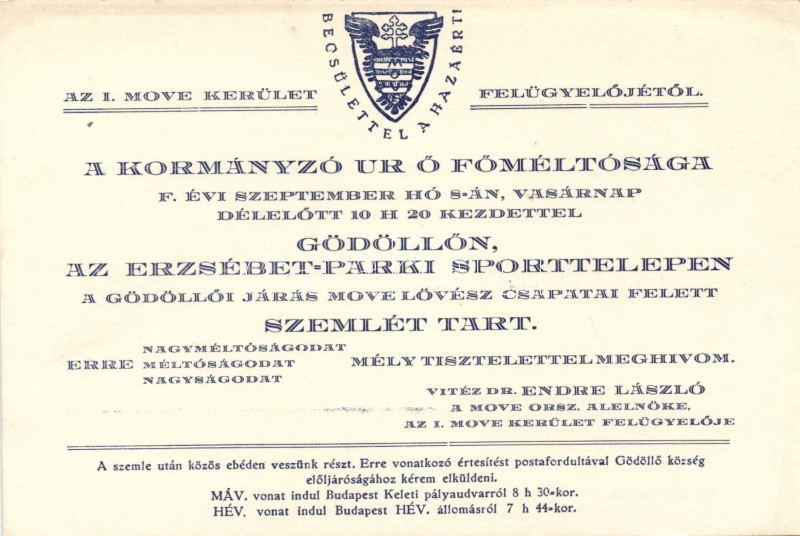 BECSÜLETTEL A HAZÁÉRT!
AZ I. MOVE KERÜLET FELÜGYELŐJÉTŐL.
A KORMÁNYZÓ UR Ő FŐMÉLTÓSÁGA
F. ÉVI SZEPTEMBER HÓ 8-ÁN, VASÁRNAP
DÉLELŐTT 10 H 20 KEZDETTEL
GÖDÖLLŐN,
AZ ERZSÉBET-PARKI SPORTTELEPEN
A GÖDÖLLŐI JÁRÁS MOVE LÖVÉSZ CSAPATAI FELETT
SZEMLÉT TART.
ERRE NAGYMÉLTÓSÁGODAT
MÉLTÓSÁGODAT
NAGYSÁGODAT
MÉLY TISZTELETTEL MEGHIVOM.
VITÉZ DR. ENDRE LÁSZLÓ
A MOVE ORSZ. ALELNÖKE,
AZ I. MOVE KERÜLET FELÜGYELŐJE
A szemle után közös ebéden veszünk részt. Erre vonatkozó értesítést postafordultával Gödöllő község
előljáróságához kérem elküldeni.
MÁV. vonat indul Budapest Keleti pályaudvarról 8 h 30-kor.
HÉV. vonat indul Budapest HÉV. állomásról 7 h 44-kor.